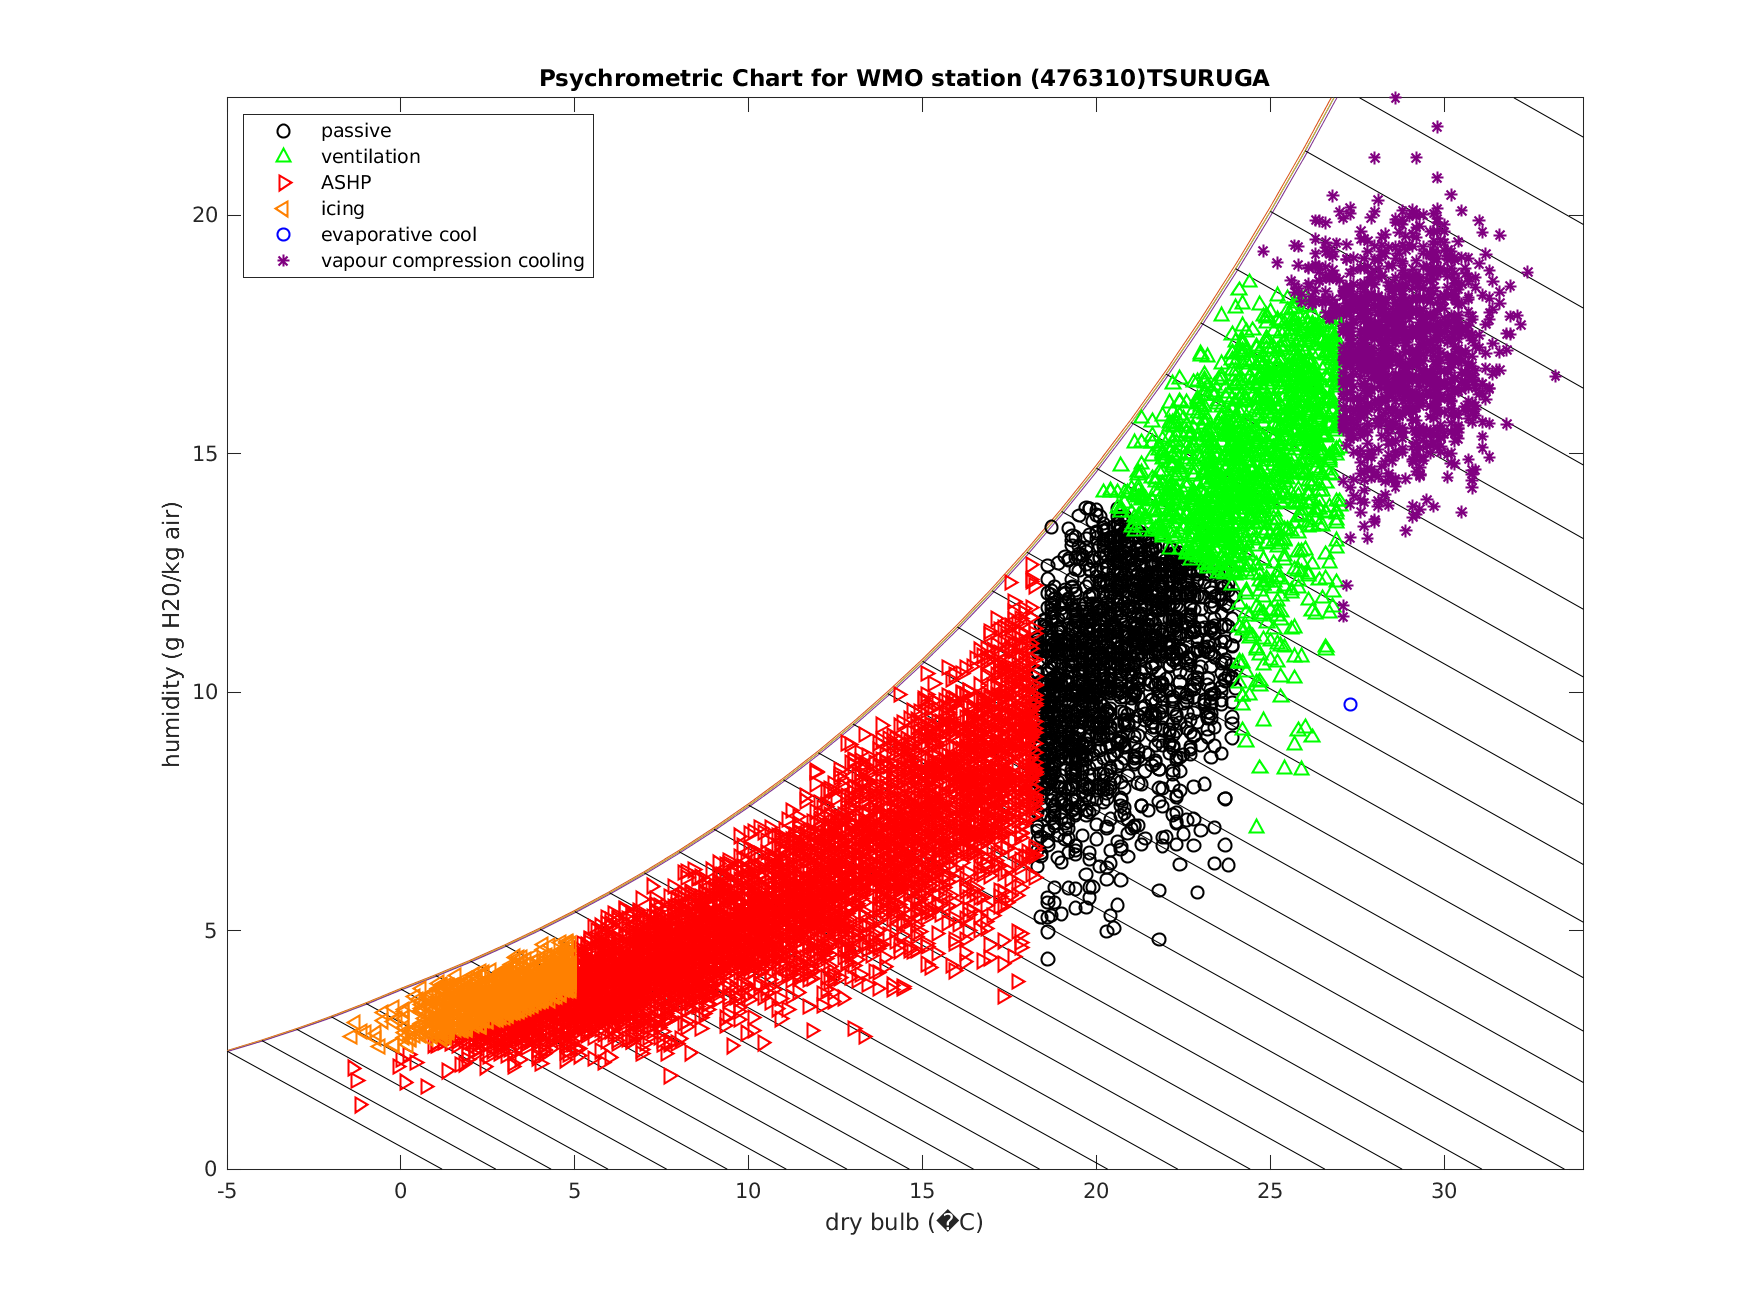 Psychrometric Chart for WMO station (476310)TSURUGA
passive
ventilation
ASHP
icing
evaporative cool
vapour compression cooling
humidity (g H20/kg air)
20
15
10
5
0
-5 0 5 10 15 20 25 30
dry bulb (�C)